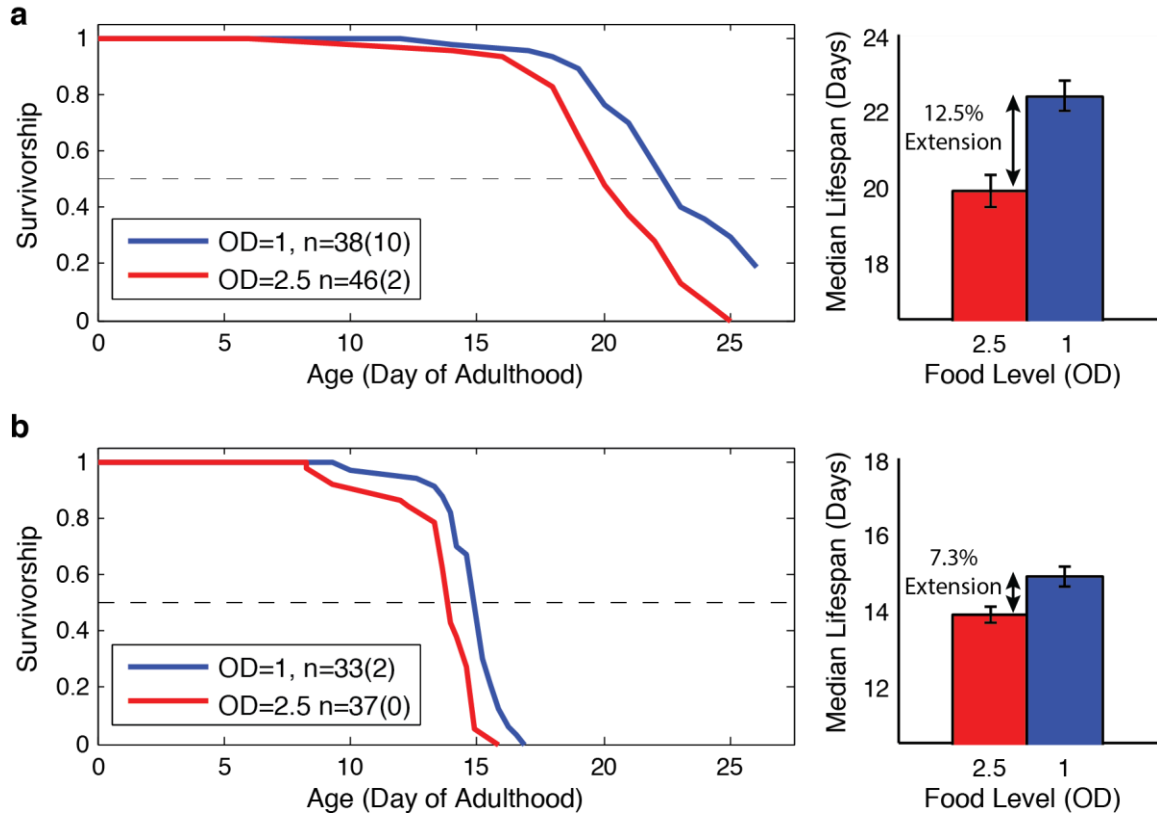 a
1
0.8
0.6
0.4
0.2
0
Survivorship
OD=1, n=38(10)
OD=2.5 n=46(2)
0 5 10 15 20 25
Age (Day of Adulthood)
24
22
20
18
Median Lifespan (Days)
12.5%
Extension
2.5 1
Food Level (OD)
b
1
0.8
0.6
0.4
0.2
0
Survivorship
OD=1, n=33(2)
OD=2.5 n=37(0)
0 5 10 15 20 25
Age (Day of Adulthood)
18
16
14
12
Median Lifespan (Days)
7.3%
Extension
2.5 1
Food Level (OD)